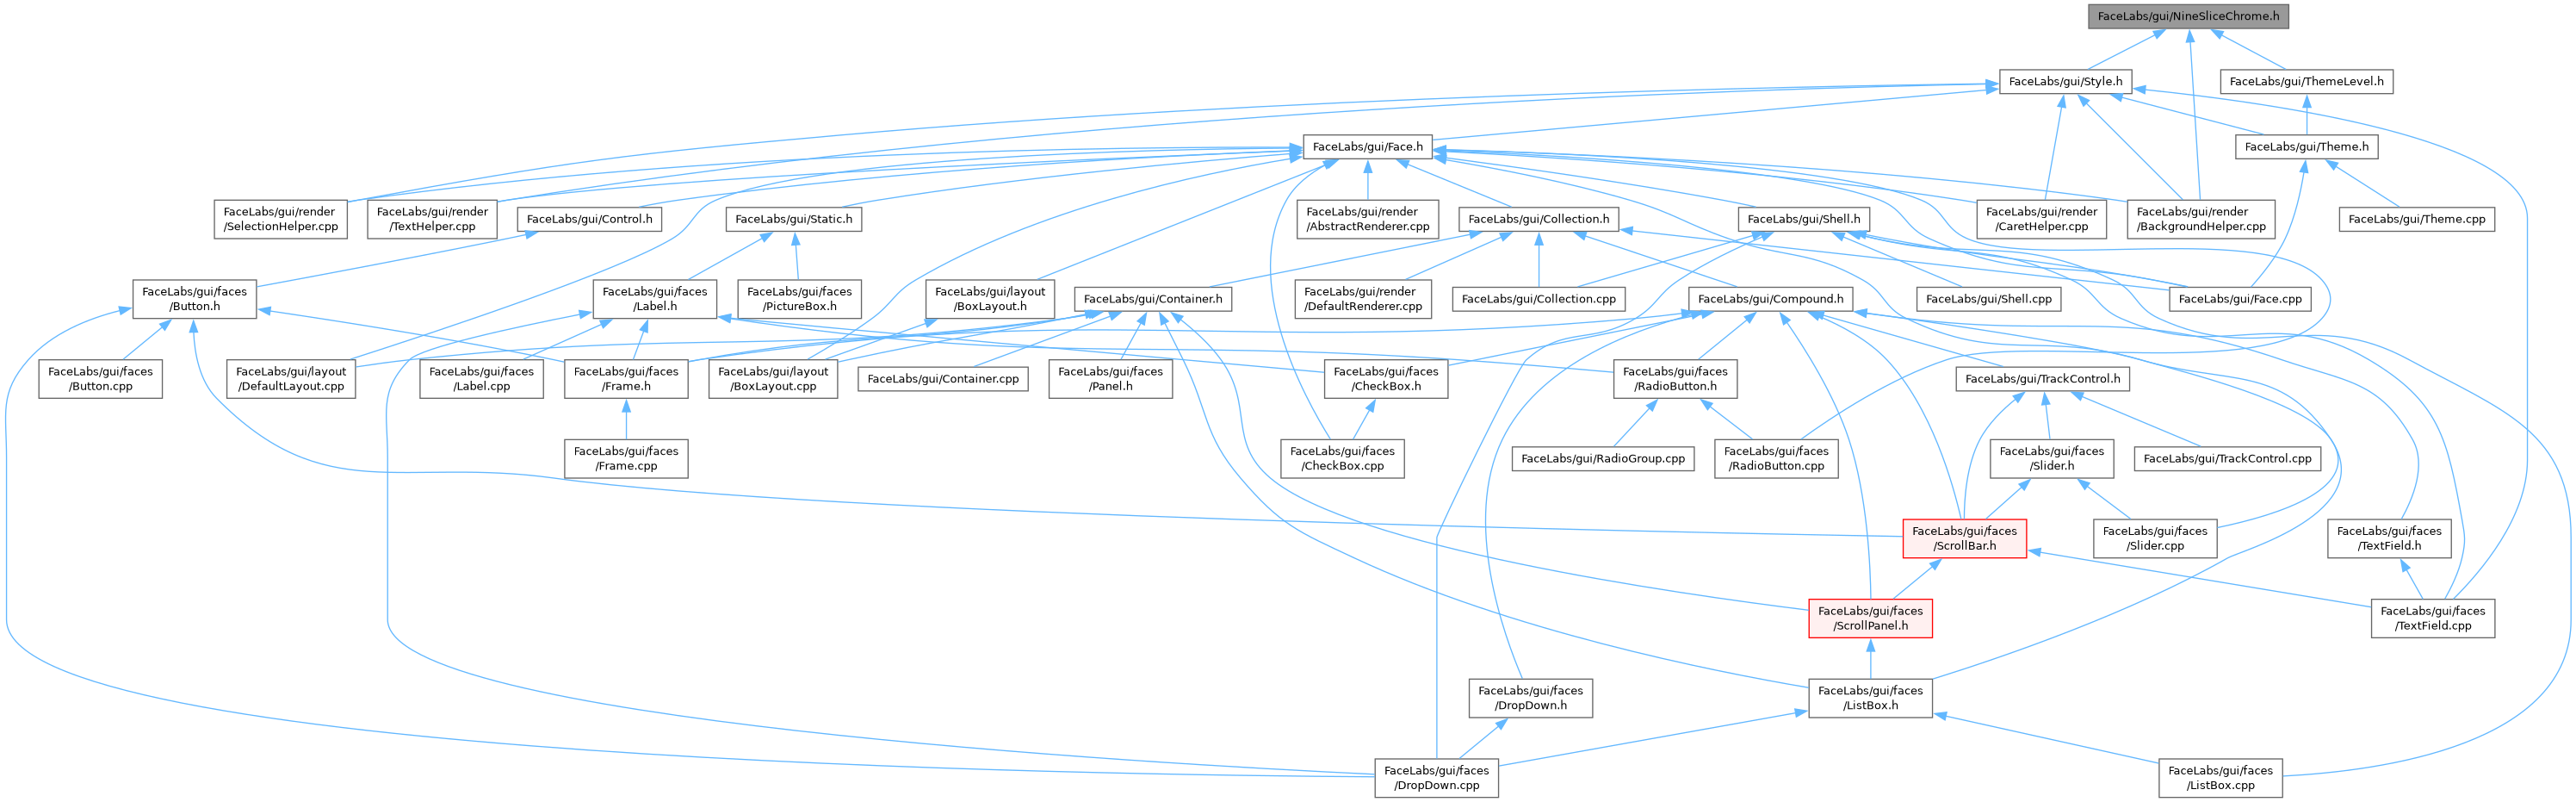 FaceLabs/gui/NineSliceChrome.h
FaceLabs/gui/Style.h
FaceLabs/gui/ThemeLevel.h
FaceLabs/gui/Face.h
FaceLabs/gui/Theme.h
FaceLabs/gui/render
/SelectionHelper.cpp
FaceLabs/gui/render
/TextHelper.cpp
FaceLabs/gui/Control.h
FaceLabs/gui/Static.h
FaceLabs/gui/render
/AbstractRenderer.cpp
FaceLabs/gui/Collection.h
FaceLabs/gui/Shell.h
FaceLabs/gui/render
/CaretHelper.cpp
FaceLabs/gui/render
/BackgroundHelper.cpp
FaceLabs/gui/Theme.cpp
FaceLabs/gui/faces
/Button.h
FaceLabs/gui/faces
/Label.h
FaceLabs/gui/faces
/PictureBox.h
FaceLabs/gui/layout
/BoxLayout.h
FaceLabs/gui/Container.h
FaceLabs/gui/render
/DefaultRenderer.cpp
FaceLabs/gui/Collection.cpp
FaceLabs/gui/Compound.h
FaceLabs/gui/Shell.cpp
FaceLabs/gui/Face.cpp
FaceLabs/gui/faces
/Button.cpp
FaceLabs/gui/layout
/DefaultLayout.cpp
FaceLabs/gui/faces
/Label.cpp
FaceLabs/gui/faces
/Frame.h
FaceLabs/gui/layout
/BoxLayout.cpp
FaceLabs/gui/Container.cpp
FaceLabs/gui/faces
/Panel.h
FaceLabs/gui/faces
/CheckBox.h
FaceLabs/gui/faces
/RadioButton.h
FaceLabs/gui/TrackControl.h
FaceLabs/gui/faces
/Frame.cpp
FaceLabs/gui/faces
/CheckBox.cpp
FaceLabs/gui/RadioGroup.cpp
FaceLabs/gui/faces
/RadioButton.cpp
FaceLabs/gui/faces
/Slider.h
FaceLabs/gui/TrackControl.cpp
FaceLabs/gui/faces
/ScrollBar.h
FaceLabs/gui/faces
/Slider.cpp
FaceLabs/gui/faces
/TextField.h
FaceLabs/gui/faces
/ScrollPanel.h
FaceLabs/gui/faces
/TextField.cpp
FaceLabs/gui/faces
/DropDown.h
FaceLabs/gui/faces
/ListBox.h
FaceLabs/gui/faces
/DropDown.cpp
FaceLabs/gui/faces
/ListBox.cpp